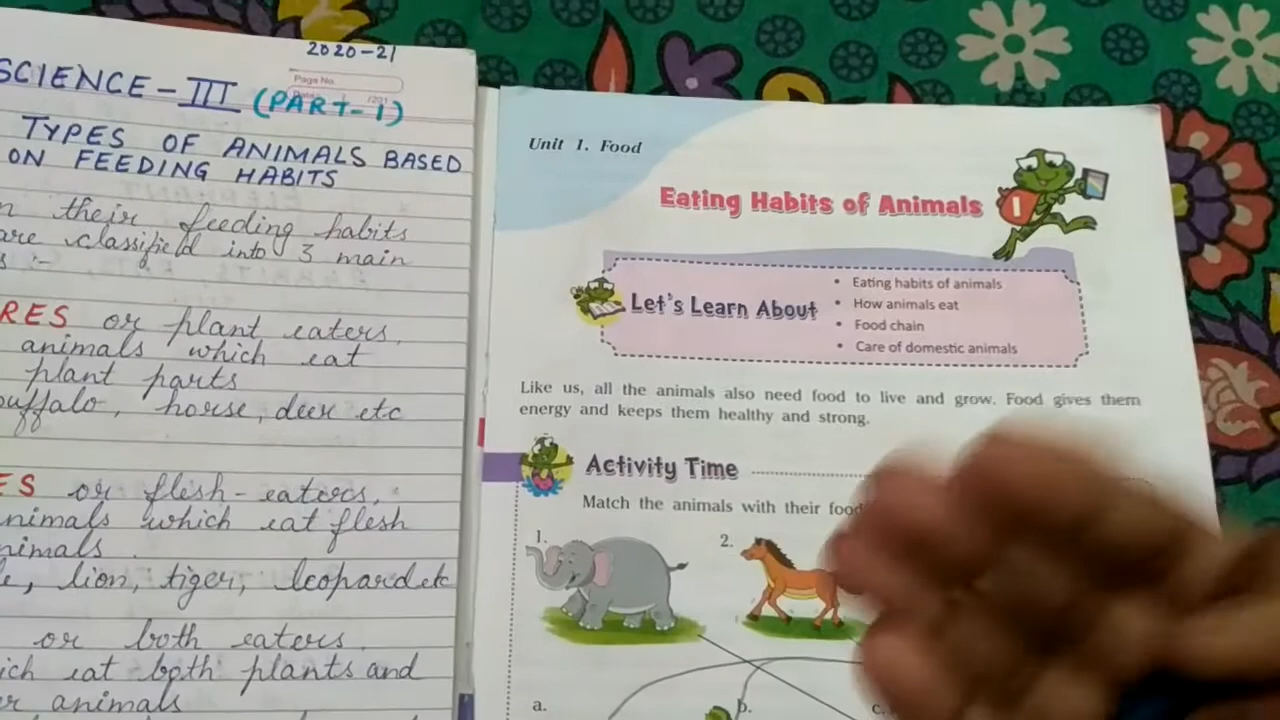 2020-21
SCIENCE-III (PART-1)
Page No.
TYPES OF ANIMALS BASED
ON FEEDING HABITS
their feeding habits
are classified into 3 main
RES or plant eaters,
animals which eat
plant parts
buffalo, horse, deer etc
ES or flesh-eaters,
nimals which eat flesh
nimals.
lion, tiger, leopard etc
or both eaters
ich eat both plants and
animals
Unit 1. Food
Eating Habits of Animals 1
Let's Learn About
• Eating habits of animals
• How animals eat
• Food chain
• Care of domestic animals
Like us, all the animals also need food to live and grow. Food gives them
energy and keeps them healthy and strong.
Activity Time
Match the animals with their food
1. 2.
a. b. c.